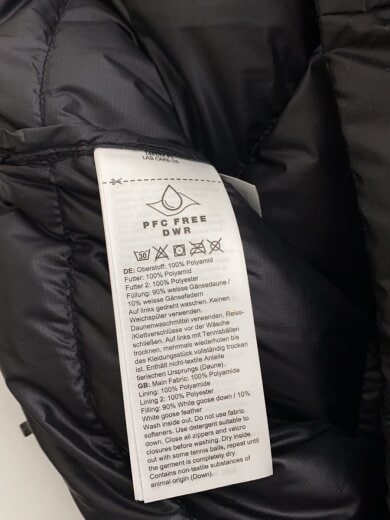 PFC FREE
DWR
30
DE: Oberstoff: 100% Polyamid
Futter: 100% Polyamid
Futter 2: 100% Polyester
Füllung: 90% weisse Gänsedaune /
10% weisse Gänsefedern
Auf links gedreht waschen. Keinen
Weichspüler verwenden.
Daunenwaschmittel verwenden. Reiss-
/Klettverschlüsse vor der Wäsche
schließen. Auf links mit Tennisbällen
trocknen, mehrmals wiederholen bis
das Kleidungsstück vollständig trocken
ist. Enthält nicht-textile Anteile
tierischen Ursprungs (Daune).
GB: Main Fabric: 100% Polyamide
Lining: 100% Polyamide
Lining 2: 100% Polyester
Filling: 90% White goose down / 10%
White goose feather
Wash inside out. Do not use fabric
softeners. Use detergent suitable to
down. Close all zippers and velcro
closures before washing. Dry inside
out with some tennis balls, repeat until
the garment is completely dry.
Contains non-textile substances of
animal origin (Down).